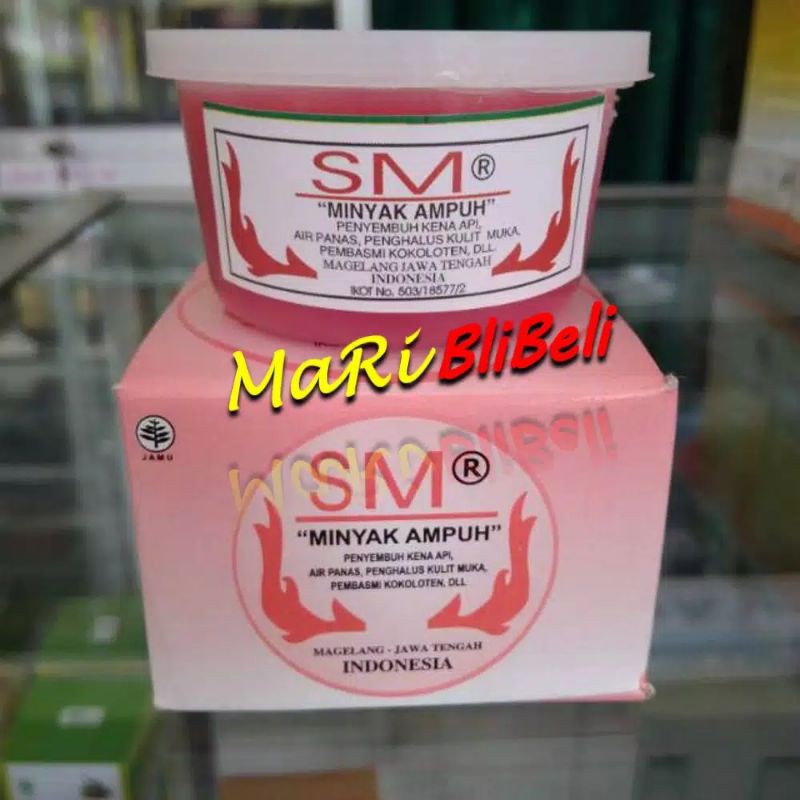 SM®
“MINYAK AMPUH”
PENYEMBUH KENA API,
AIR PANAS, PENGHALUS KULIT MUKA,
PEMBASMI KOKOLOTEN, DLL.
MAGELANG JAWA TENGAH
INDONESIA
IKOT No. 503/18577/2
MaRi BliBeli
JAMU
SM®
“MINYAK AMPUH”
PENYEMBUH KENA API,
AIR PANAS, PENGHALUS KULIT MUKA,
PEMBASMI KOKOLOTEN, DLL
MAGELANG - JAWA TENGAH
INDONESIA